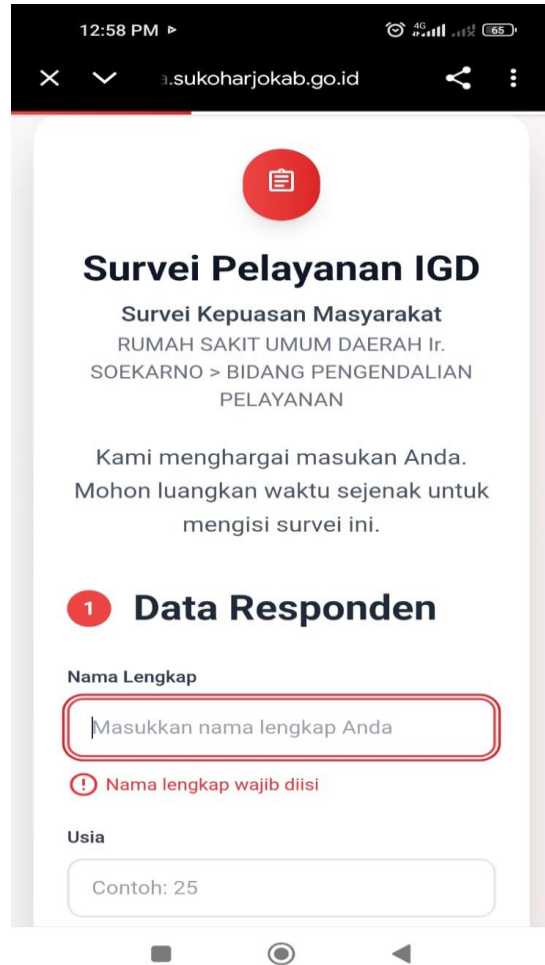 12:58 PM
4G
65
a.sukoharjokab.go.id
Survei Pelayanan IGD
Survei Kepuasan Masyarakat
RUMAH SAKIT UMUM DAERAH Ir.
SOEKARNO > BIDANG PENGENDALIAN
PELAYANAN
Kami menghargai masukan Anda.
Mohon luangkan waktu sejenak untuk
mengisi survei ini.
1 Data Responden
Nama Lengkap
Masukkan nama lengkap Anda
Nama lengkap wajib diisi
Usia
Contoh: 25